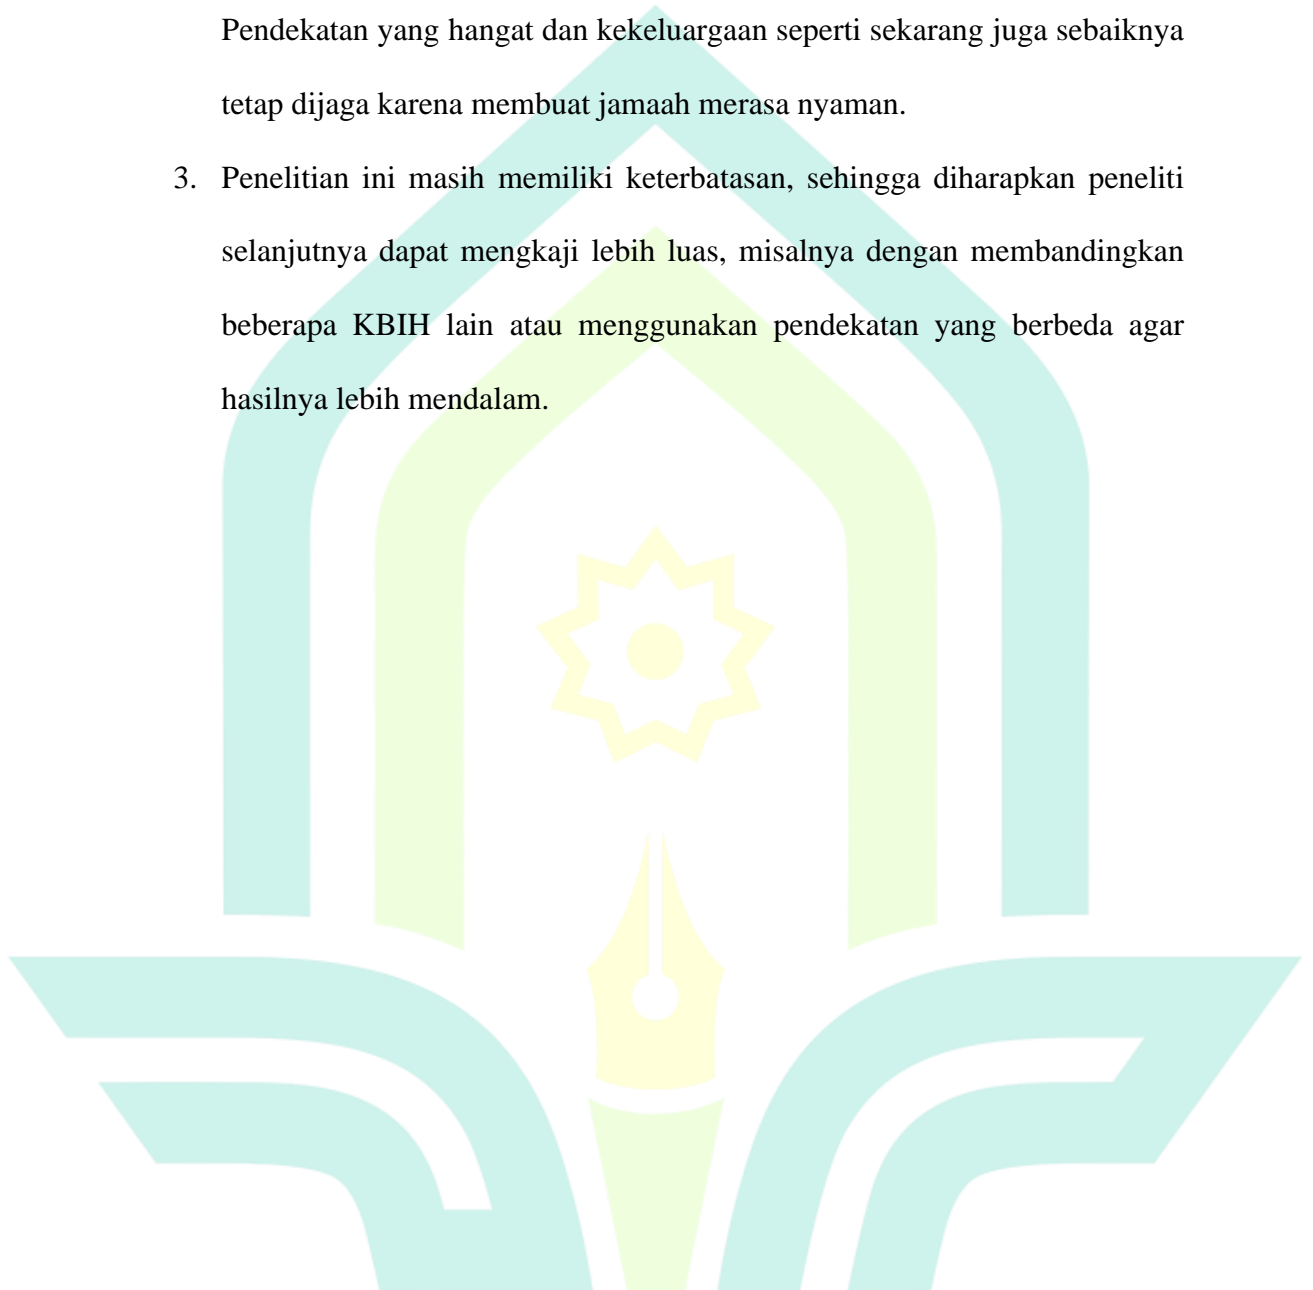 Pendekatan yang hangat dan kekeluargaan seperti sekarang juga sebaiknya
tetap dijaga karena membuat jamaah merasa nyaman.
3. Penelitian ini masih memiliki keterbatasan, sehingga diharapkan peneliti
selanjutnya dapat mengkaji lebih luas, misalnya dengan membandingkan
beberapa KBIH lain atau menggunakan pendekatan yang berbeda agar
hasilnya lebih mendalam.